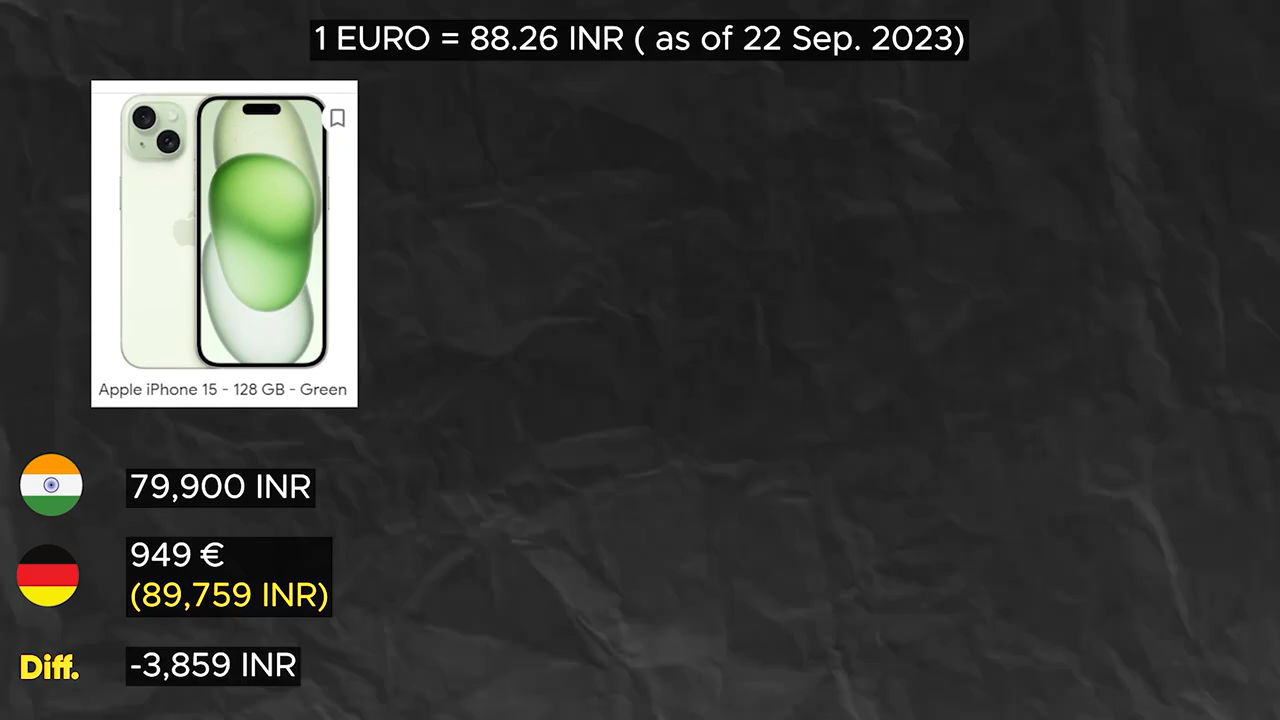 1 EURO = 88.26 INR ( as of 22 Sep. 2023)
Apple iPhone 15 - 128 GB - Green
79,900 INR
949 €
(89,759 INR)
Diff. -3,859 INR